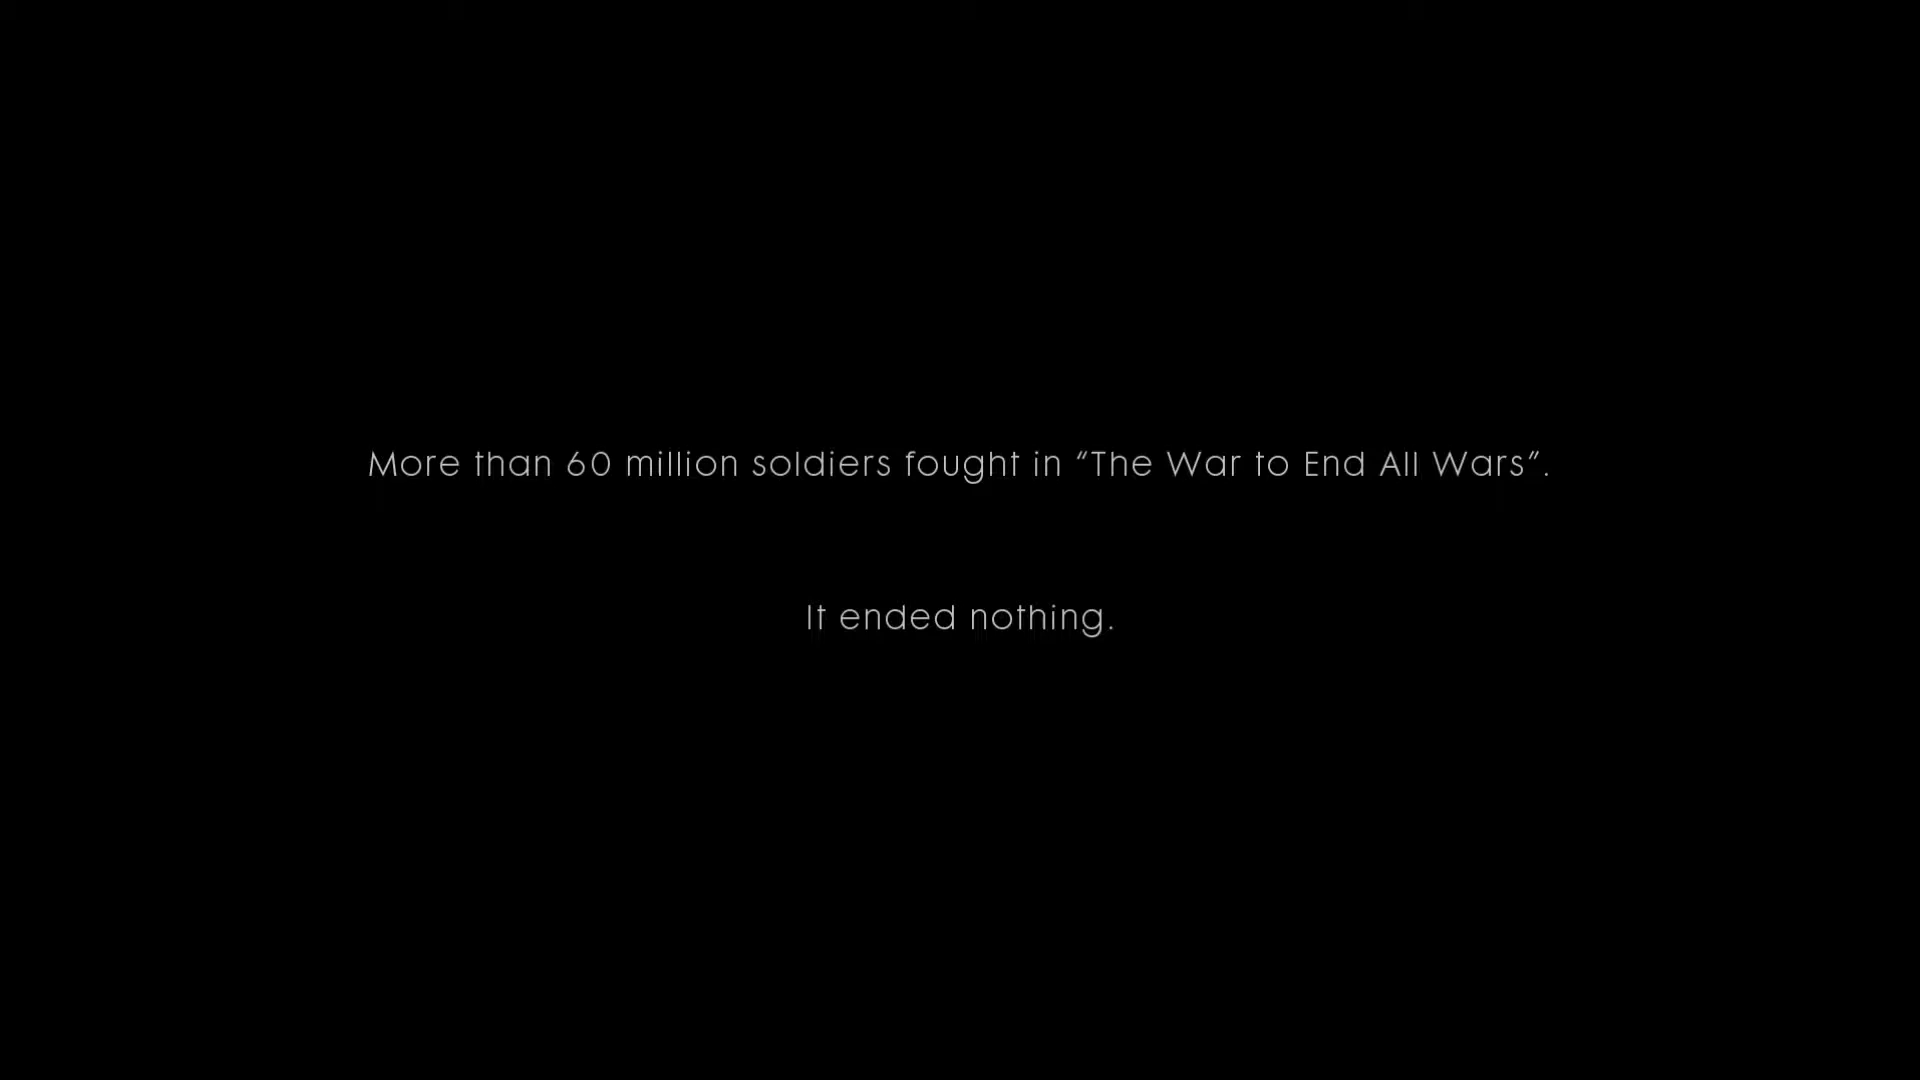 More than 60 million soldiers fought in “The War to End All Wars”.
It ended nothing.